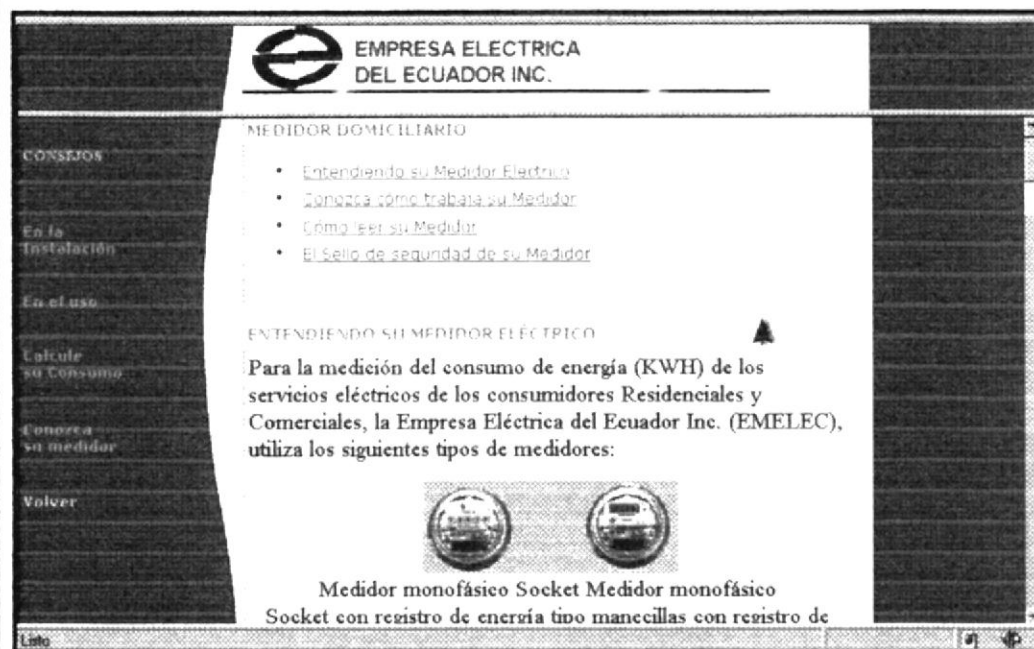 EMPRESA ELECTRICA
DEL ECUADOR INC.
MEDIDOR DOMICILIARIO
CONSEJOS
En la
Instalación
En el uso
Calcule
su Consumo
Conozca
su medidor
Volver
• Entendiendo su Medidor Electrico
• Conozca cómo trabaja su Medidor
• Cómo leer su Medidor
• El Sello de seguridad de su Medidor
ENTENDIENDO SU MEDIDOR ELÉCTRICO
Para la medición del consumo de energía (KWH) de los
servicios eléctricos de los consumidores Residenciales y
Comerciales, la Empresa Eléctrica del Ecuador Inc. (EMELEC),
utiliza los siguientes tipos de medidores:
Medidor monofásico Socket Medidor monofásico
Socket con registro de energía tipo manecillas con registro de
Listo